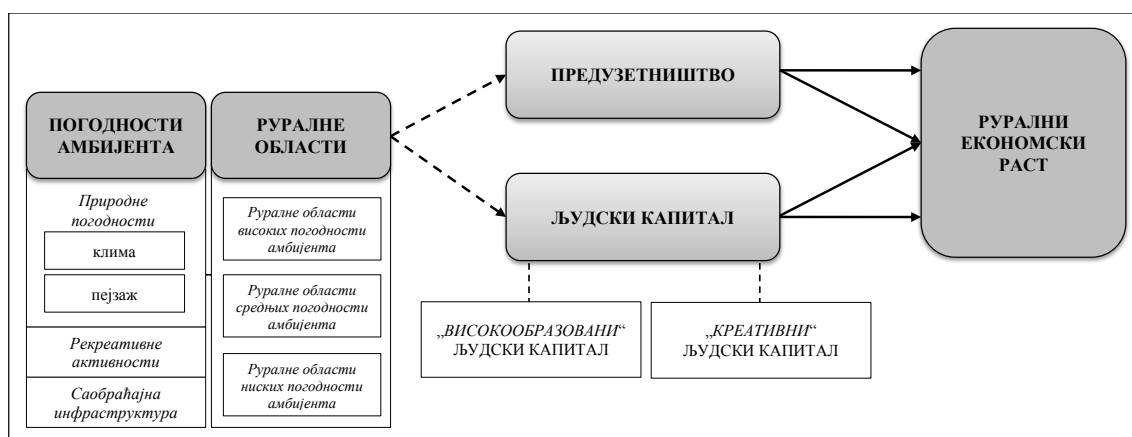 ПОГОДНОСТИ
АМБИЈЕНТА
Природне
погодности
клима
пејзаж
Рекреативне
активности
Саобраћајна
инфраструктура
РУРАЛНЕ
ОБЛАСТИ
Руралне области
високих погодности
амбијента
Руралне области
средњих погодности
амбијента
Руралне области
ниских погодности
амбијента
ПРЕДУЗЕТНИШТВО
ЉУДСКИ КАПИТАЛ
„ВИСОКООБРАЗОВАНИ“
ЉУДСКИ КАПИТАЛ
„КРЕАТИВНИ“
ЉУДСКИ КАПИТАЛ
РУРАЛНИ
ЕКОНОМСКИ
РАСТ